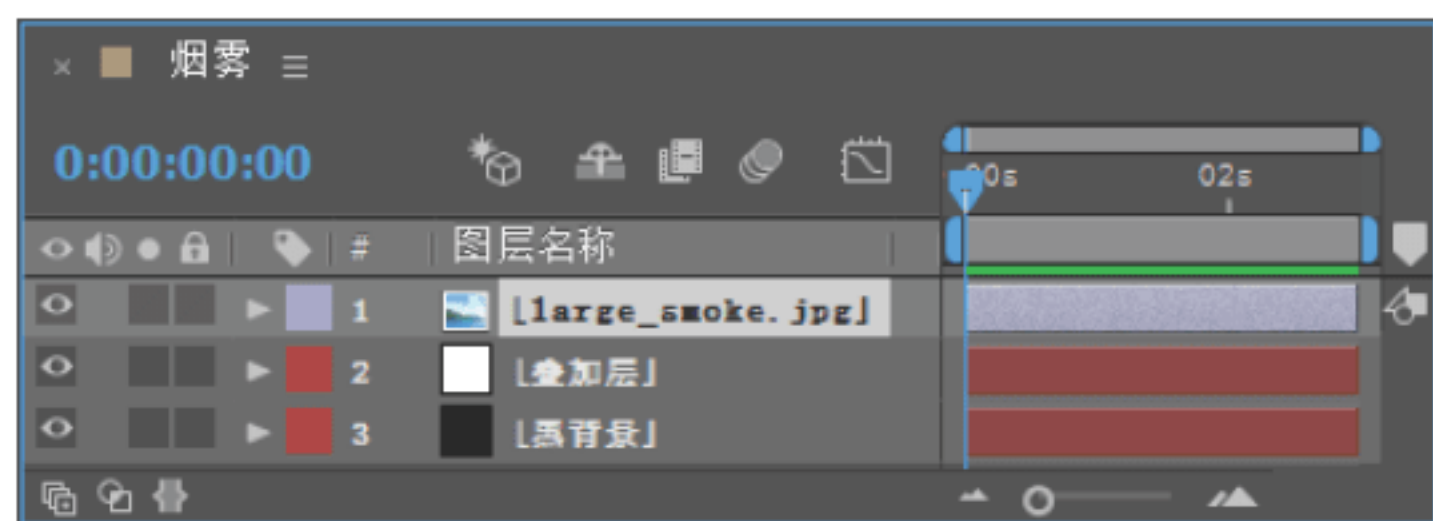 烟雾
0:00:00:00
00s 02s
# 图层名称
1 [large_smoke.jpg]
2 [叠加层]
3 [黑背景]